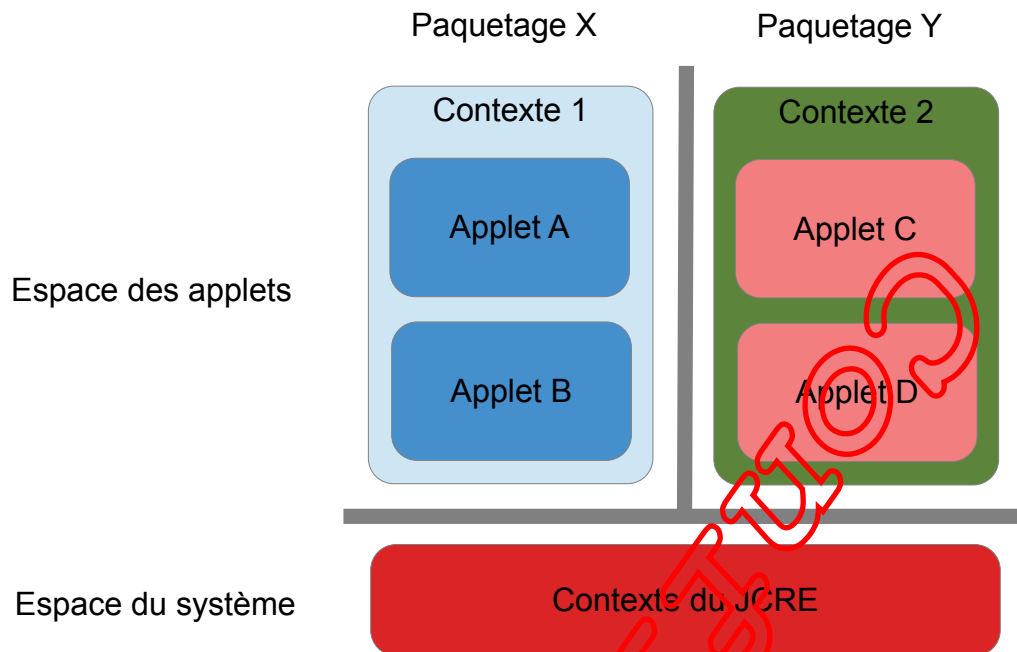 Paquetage X
Paquetage Y
Contexte 1
Contexte 2
Applet A
Applet C
Espace des applets
Applet B
Applet D
Contexte du JCRE
Espace du système